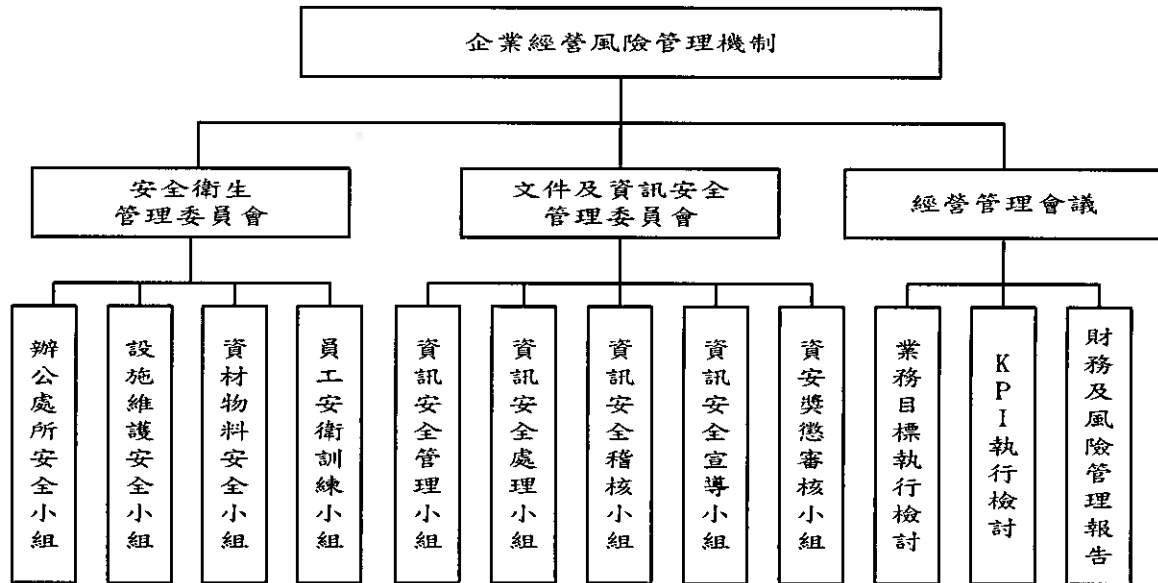 企業經營風險管理機制
安全衛生
管理委員會
文件及資訊安全
管理委員會
經營管理會議
辦公處所安全小組
設施維護安全小組
資材物料安全小組
員工安衛訓練小組
資訊安全管理小組
資訊安全處理小組
資訊安全稽核小組
資訊安全宣導小組
資安獎懲審核小組
業務目標執行檢討
KPI執行檢討
財務及風險管理報告